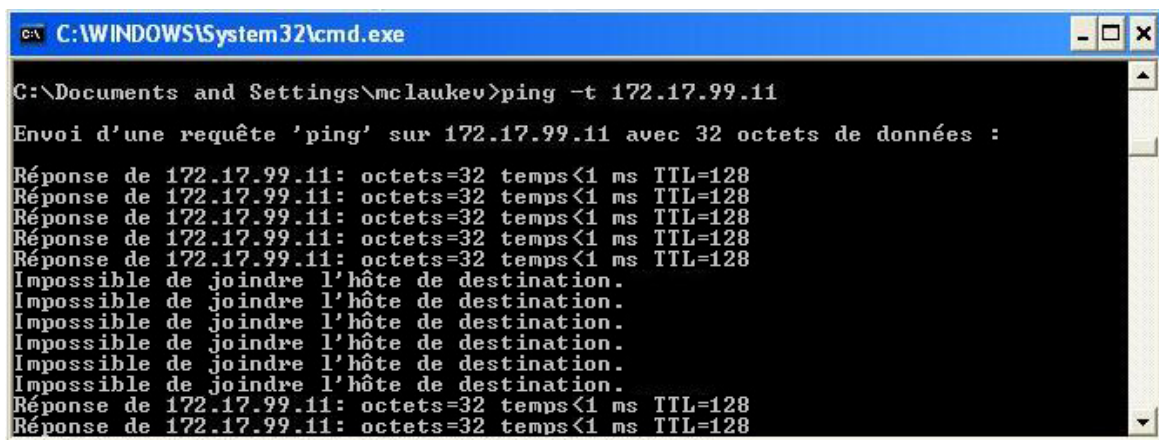 C:\WINDOWS\System32\cmd.exe
C:\Documents and Settings\mclaukev>ping -t 172.17.99.11
Envoi d'une requête 'ping' sur 172.17.99.11 avec 32 octets de données :
Réponse de 172.17.99.11: octets=32 temps<1 ms TTL=128
Réponse de 172.17.99.11: octets=32 temps<1 ms TTL=128
Réponse de 172.17.99.11: octets=32 temps<1 ms TTL=128
Réponse de 172.17.99.11: octets=32 temps<1 ms TTL=128
Réponse de 172.17.99.11: octets=32 temps<1 ms TTL=128
Impossible de joindre l'hôte de destination.
Impossible de joindre l'hôte de destination.
Impossible de joindre l'hôte de destination.
Impossible de joindre l'hôte de destination.
Impossible de joindre l'hôte de destination.
Impossible de joindre l'hôte de destination.
Réponse de 172.17.99.11: octets=32 temps<1 ms TTL=128
Réponse de 172.17.99.11: octets=32 temps<1 ms TTL=128